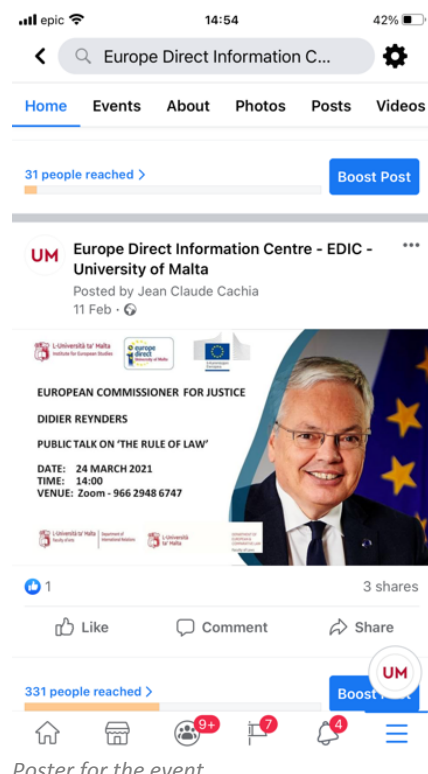 epic 14:54 42%
Europe Direct Information C...
Home Events About Photos Posts Videos
31 people reached >
Boost Post
UM
Europe Direct Information Centre - EDIC -
University of Malta
Posted by Jean Claude Cachia
11 Feb ·
L-Università ta' Malta
Institute for European Studies
europe
direct
University of Malta
EUROPEAN COMMISSIONER FOR JUSTICE
DIDIER REYNDERS
PUBLIC TALK ON 'THE RULE OF LAW'
DATE: 24 MARCH 2021
TIME: 14:00
VENUE: Zoom - 966 2948 6747
L-Università ta' Malta
Faculty of Arts
Department of
International Relations
L-Università
ta' Malta
1 3 shares
Like Comment Share
UM
331 people reached >
Boost
9+ 7 4
Poster for the event